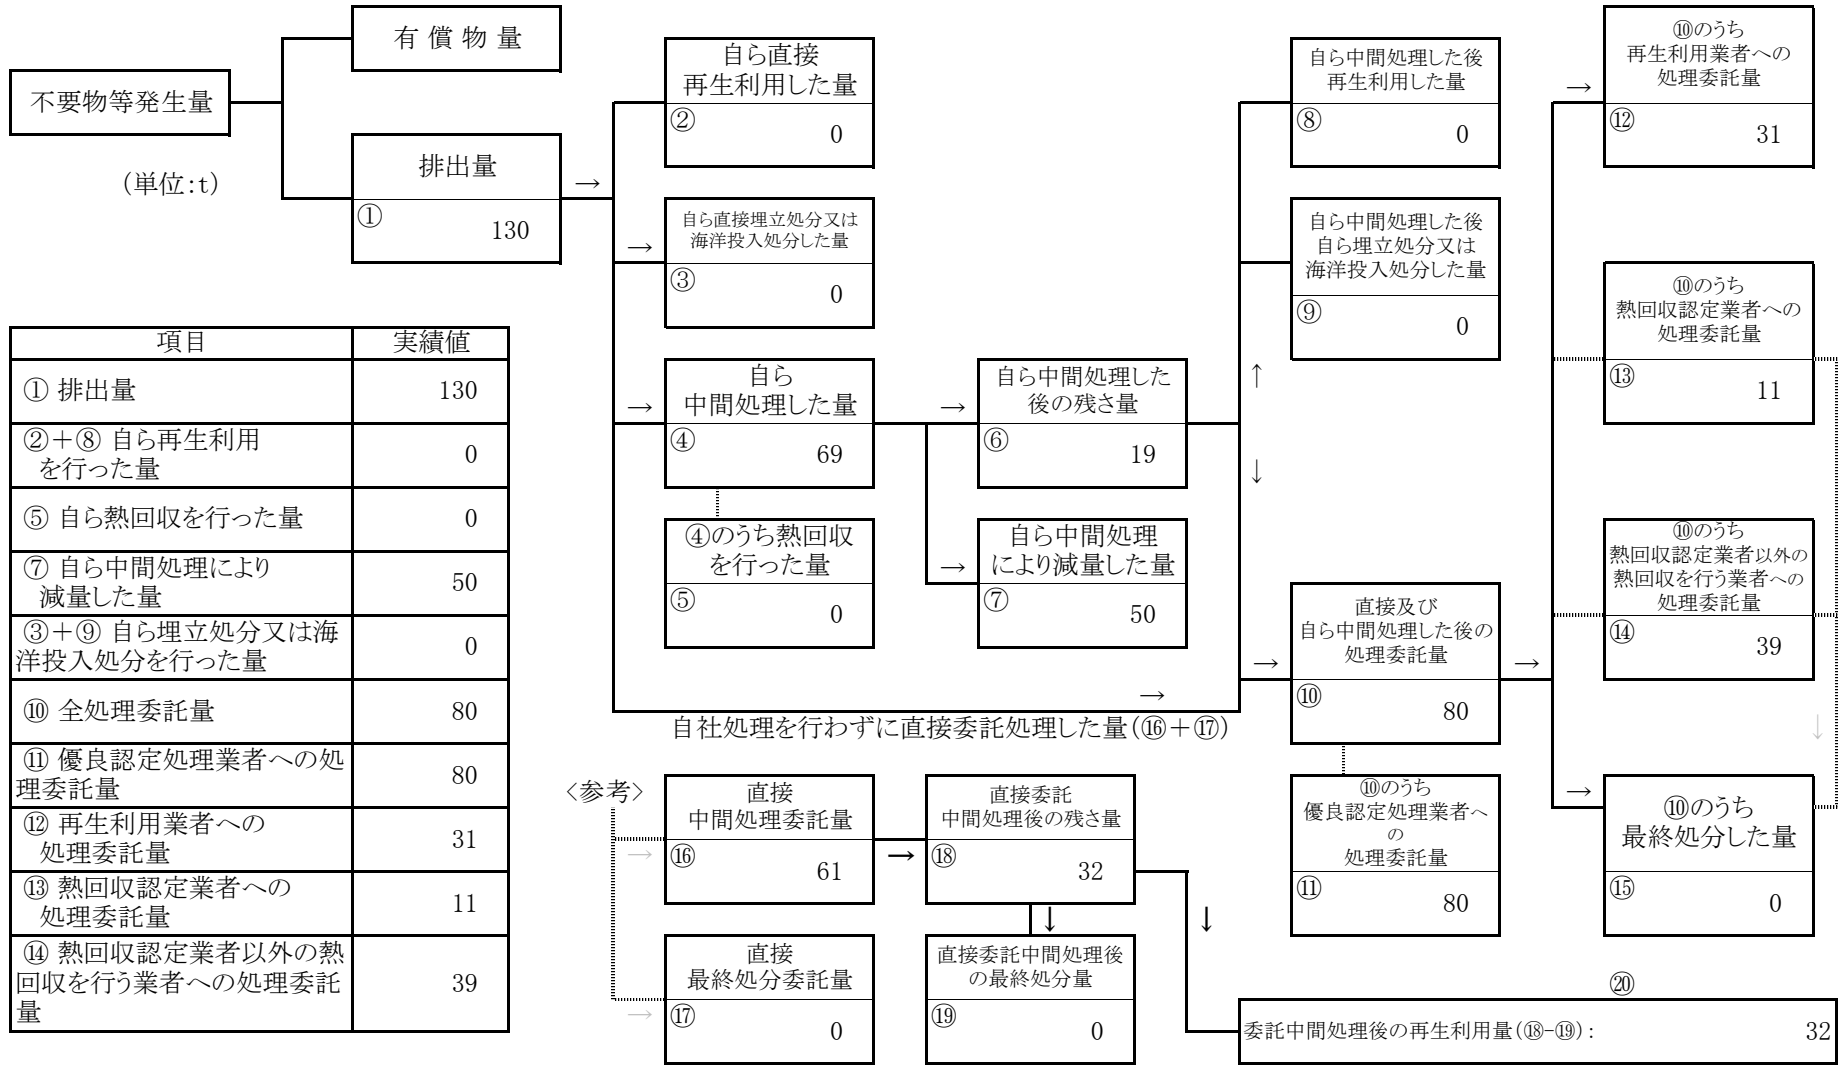 有 償 物 量
不要物等発生量
(単位:t)
排出量
①
130
→
自ら直接
再生利用した量
②
0
→
自ら直接埋立処分又は
海洋投入処分した量
③
0
→
自ら
中間処理した量
④
69
④のうち熱回収
を行った量
⑤
0
→
自ら中間処理した
後の残さ量
⑥
19
→
自ら中間処理
により減量した量
⑦
50
自ら中間処理した後
再生利用した量
⑧
0
自ら中間処理した後
自ら埋立処分又は
海洋投入処分した量
⑨
0
↑
↓
→
自社処理を行わずに直接委託処理した量(⑯+⑰)
→
直接及び
自ら中間処理した後の
処理委託量
⑩
80
⑩のうち
優良認定処理業者へ
の
処理委託量
⑪
80
→
→
⑩のうち
再生利用業者への
処理委託量
⑫
31
⑩のうち
熱回収認定業者への
処理委託量
⑬
11
⑩のうち
熱回収認定業者以外の
熱回収を行う業者への
処理委託量
⑭
39
↓
→
⑩のうち
最終処分した量
⑮
0
項目 実績値
① 排出量 130
②+⑧ 自ら再生利用
を行った量 0
⑤ 自ら熱回収を行った量 0
⑦ 自ら中間処理により
減量した量 50
③+⑨ 自ら埋立処分又は海
洋投入処分を行った量 0
⑩ 全処理委託量 80
⑪ 優良認定処理業者への処
理委託量 80
⑫ 再生利用業者への
処理委託量 31
⑬ 熱回収認定業者への
処理委託量 11
⑭ 熱回収認定業者以外の熱
回収を行う業者への処理委託
量 39
<参考>
→
直接
中間処理委託量
⑯
61
→
直接委託
中間処理後の残さ量
⑱
32
→
直接
最終処分委託量
⑰
0
↓
直接委託中間処理後
の最終処分量
⑲
0
↓
⑳
委託中間処理後の再生利用量(⑱-⑲): 32